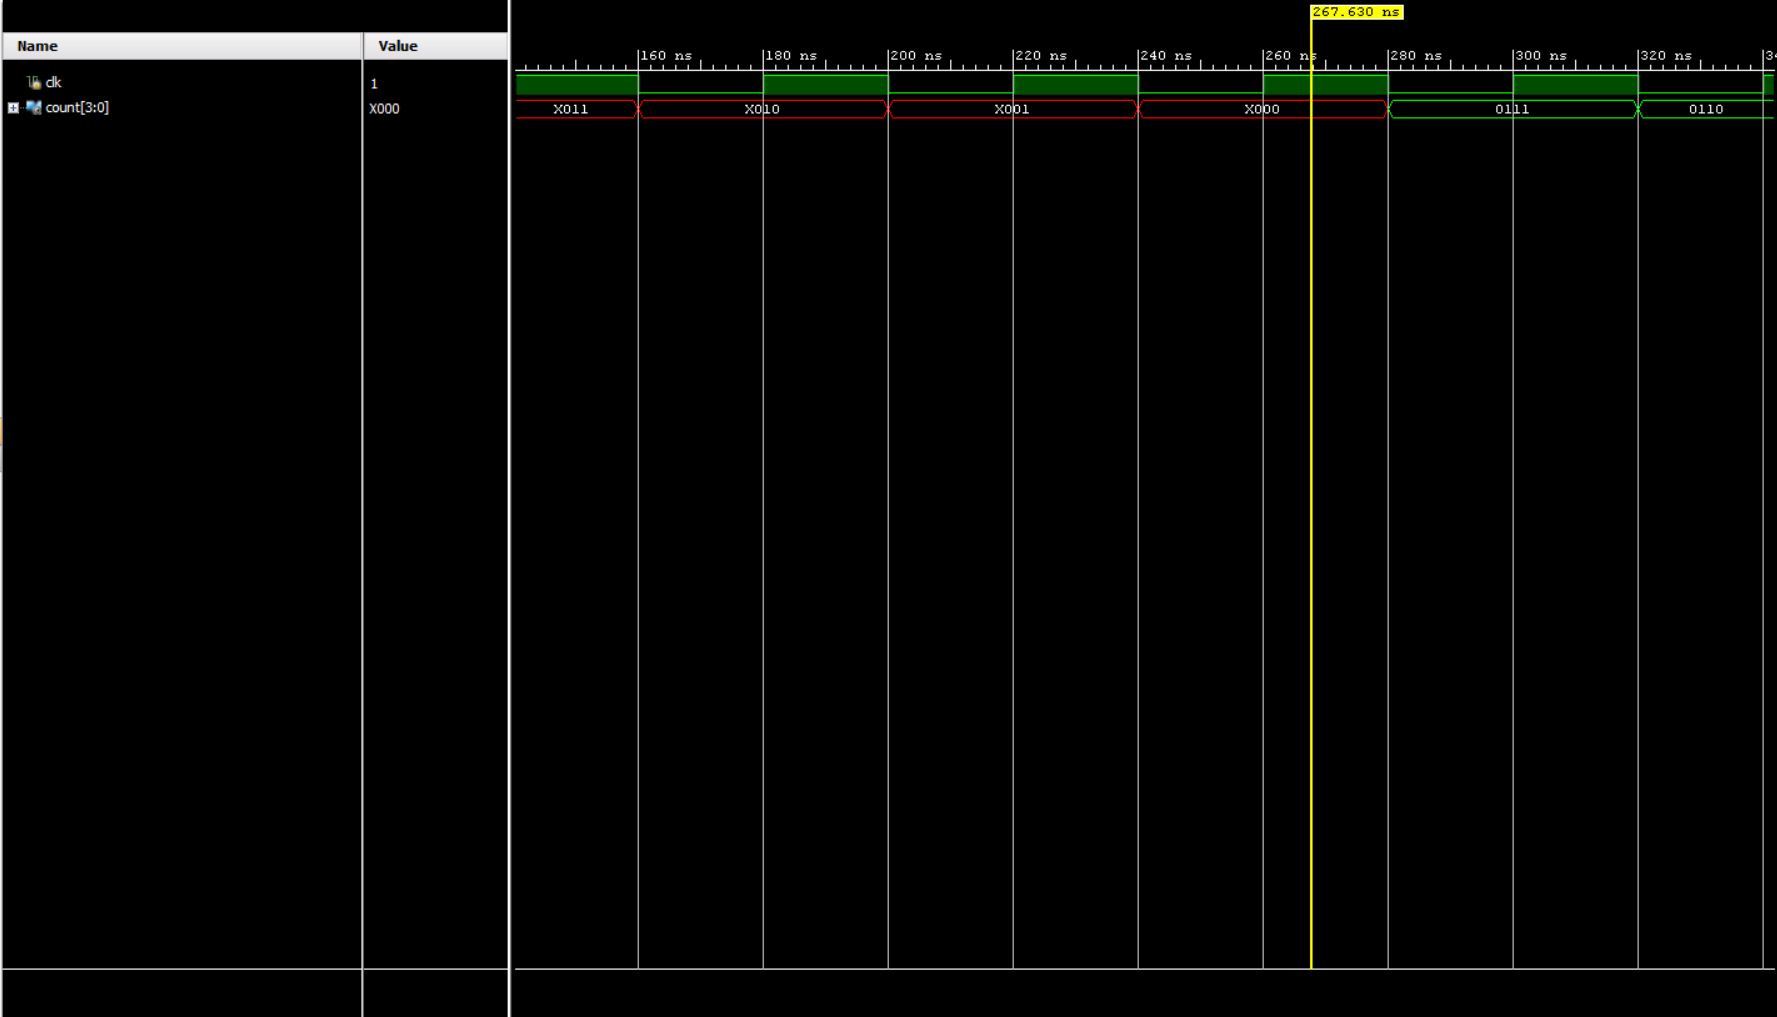 267.630 ns
Name Value
160 ns 180 ns 200 ns 220 ns 240 ns 260 ns 280 ns 300 ns 320 ns
clk 1
count[3:0] X000 X011 X010 X001 X000 0111 0110